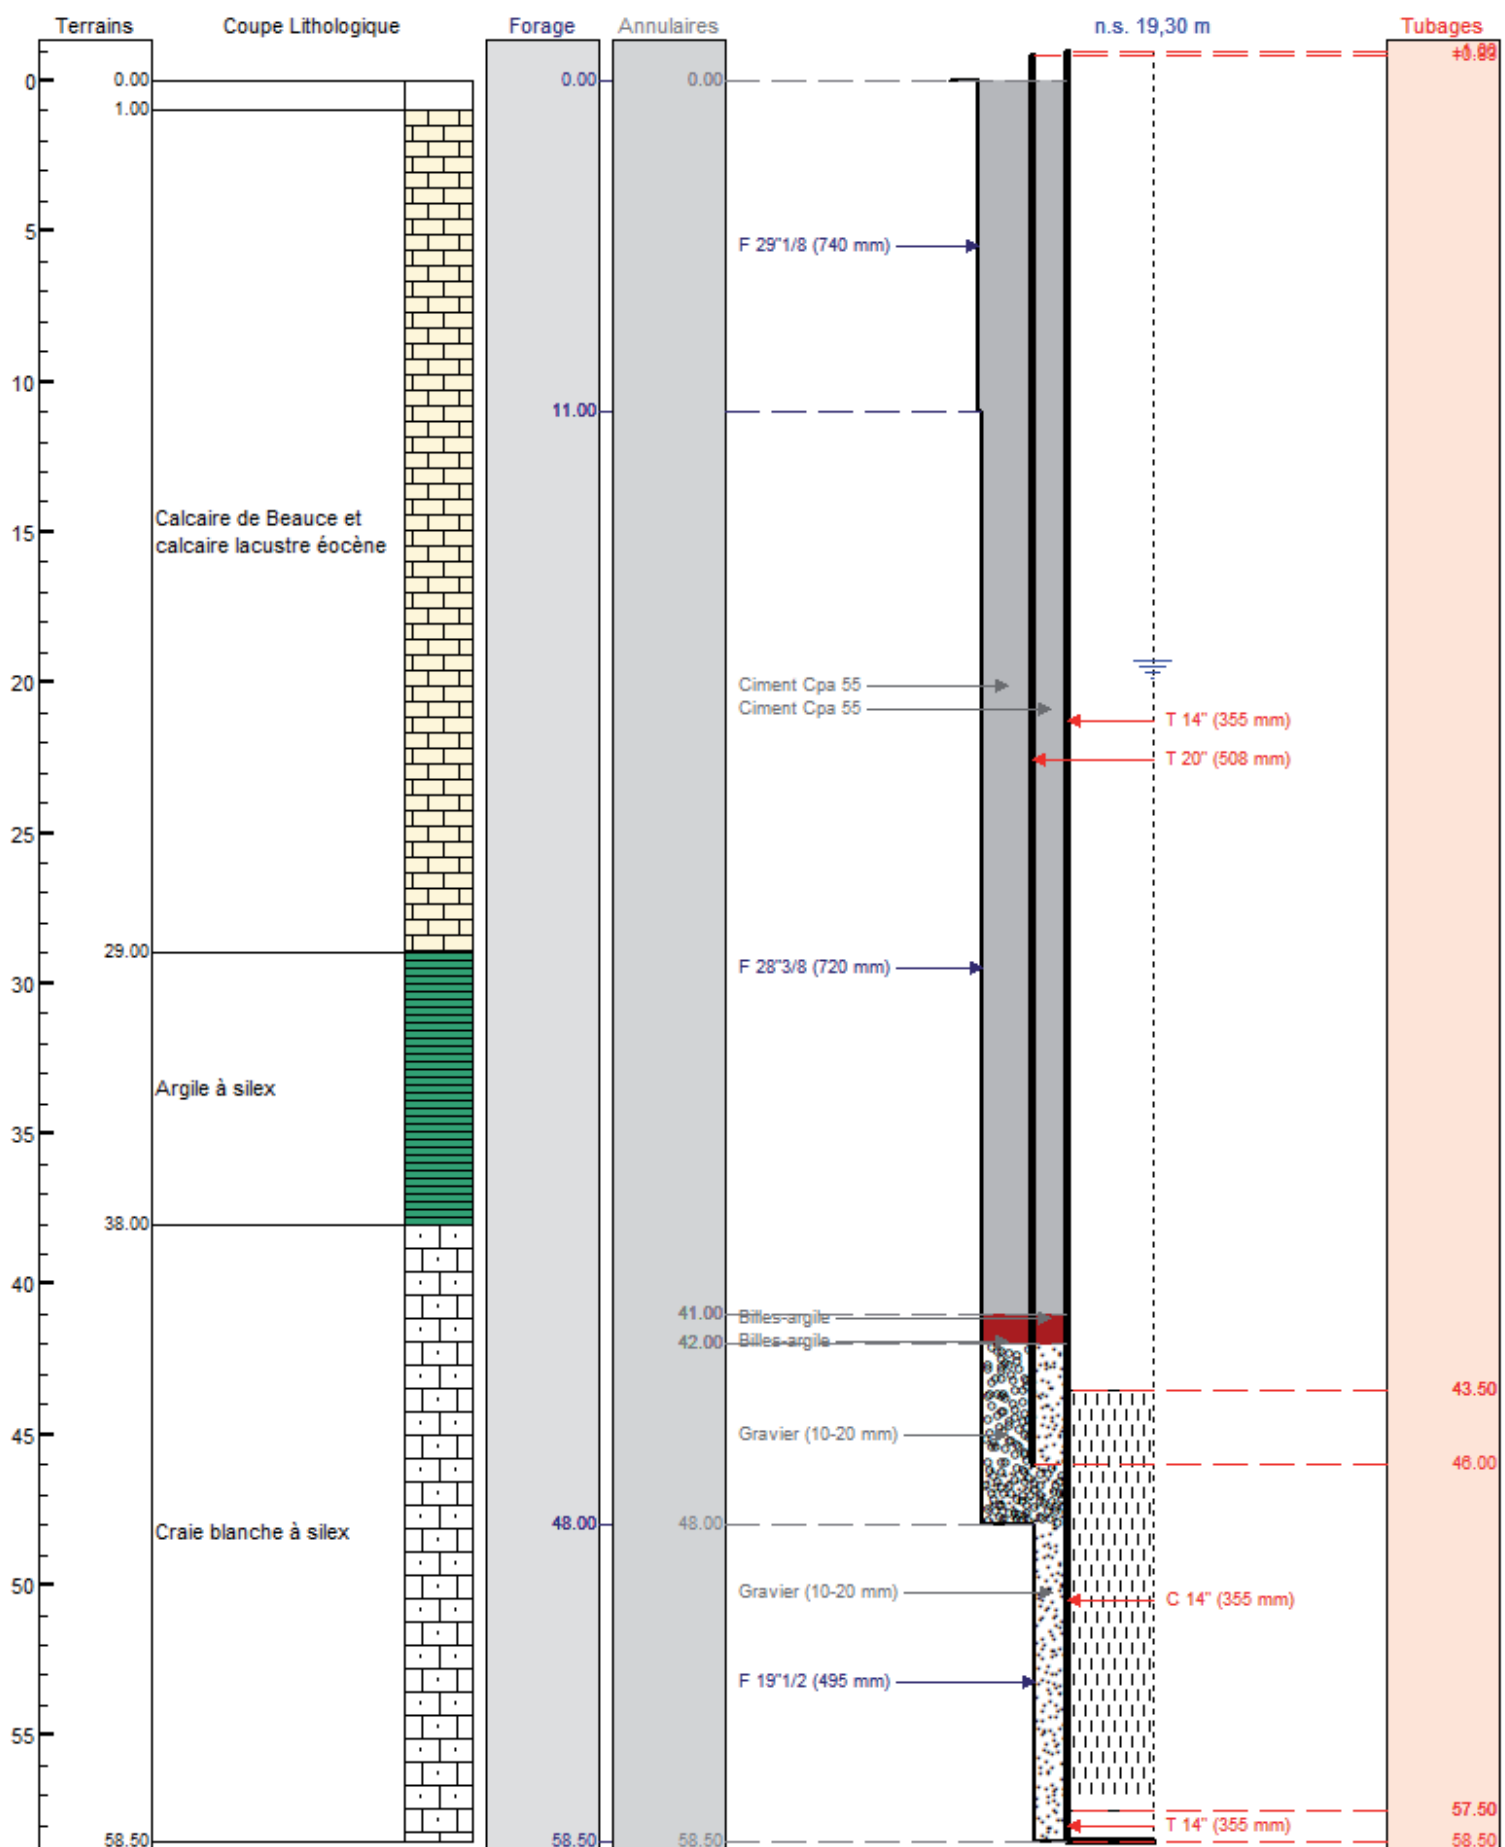 Terrains
Coupe Lithologique
Forage
Annulaires
n.s. 19,30 m
Tubages
0
0.00
0.00
0.00
1.00
5
F 29"1/8 (740 mm)
10
11.00
Calcaire de Beauce et
calcaire lacustre éocène
15
20
Ciment Cpa 55
Ciment Cpa 55
T 14" (355 mm)
T 20" (508 mm)
25
29.00
F 28"3/8 (720 mm)
30
Argile à silex
35
38.00
40
41.00
Billes-argile
42.00
Billes-argile
43.50
45
Gravier (10-20 mm)
46.00
48.00
48.00
Craie blanche à silex
50
Gravier (10-20 mm)
C 14" (355 mm)
F 19"1/2 (495 mm)
55
57.50
T 14" (355 mm)
58.50
58.50
58.50
58.50